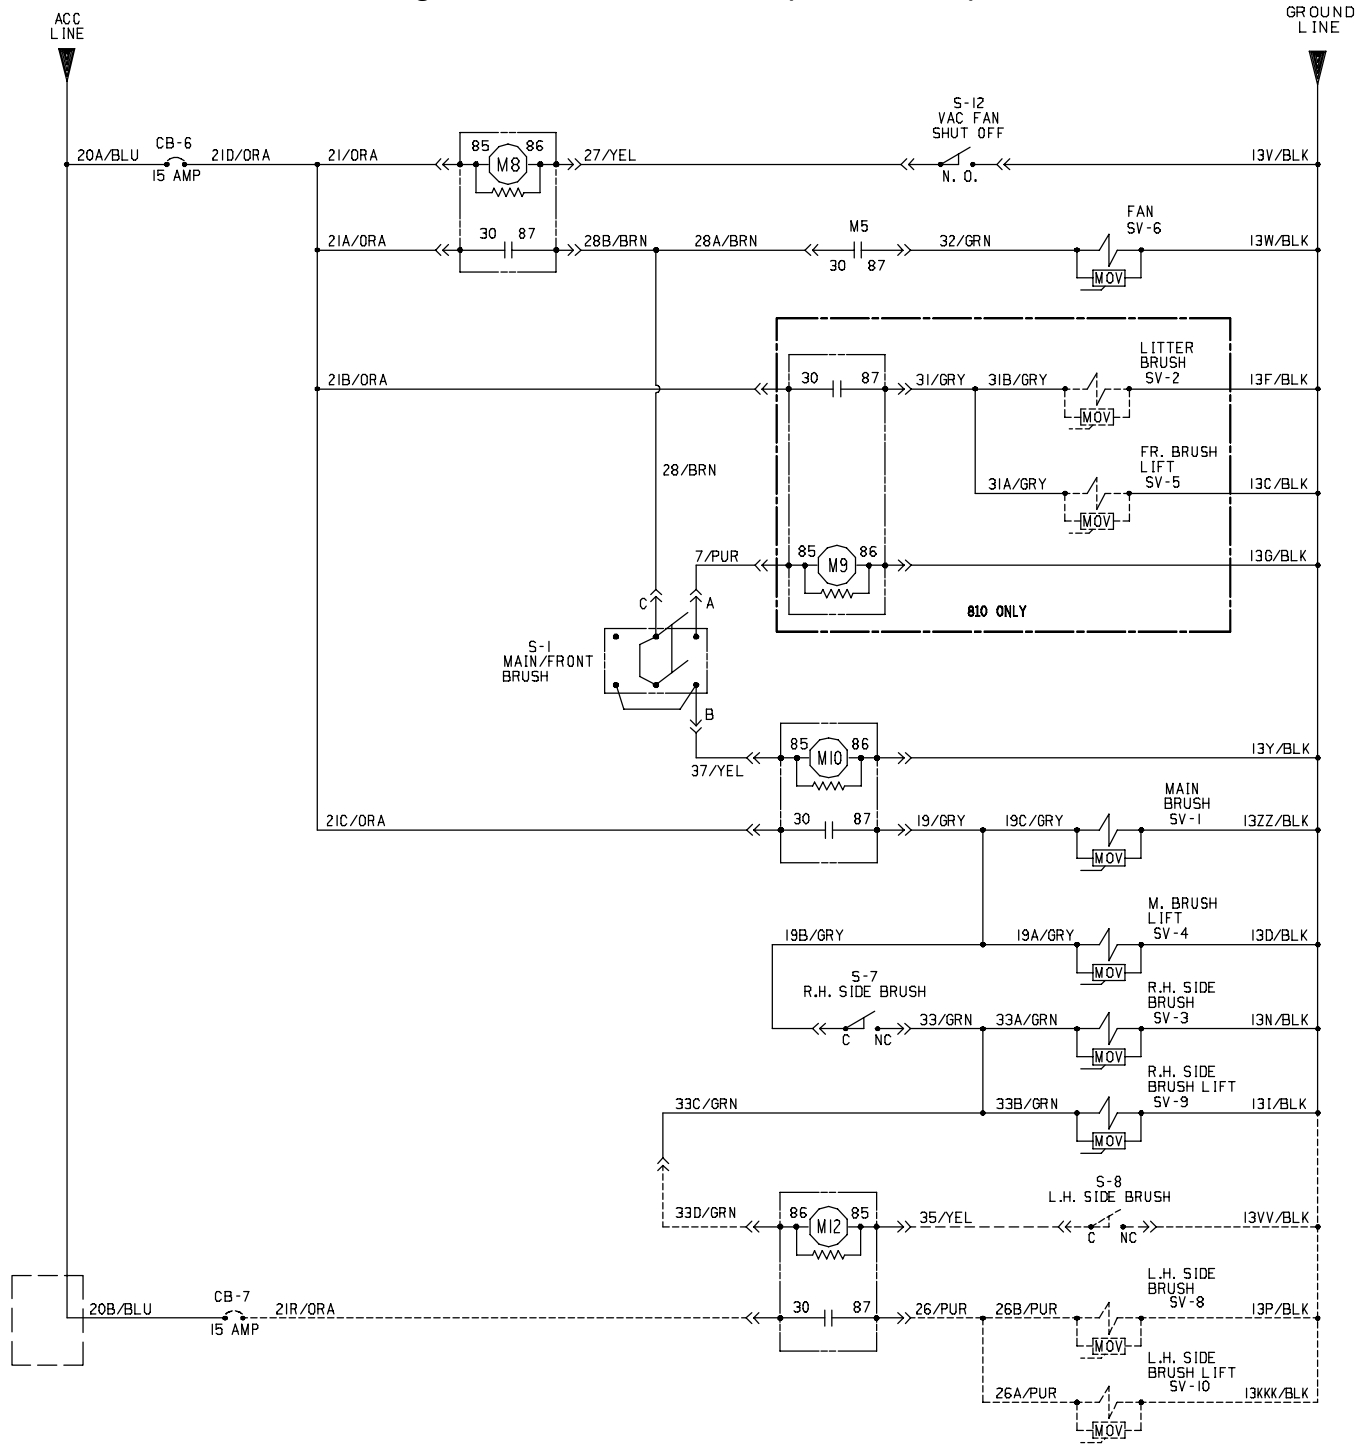 ACC
LINE
GROUND
LINE
S-12
VAC FAN
SHUT OFF
20A/BLU
CB-6
15 AMP
21D/ORA
21/ORA
85
86
M8
27/YEL
N. O.
13V/BLK
21A/ORA
30
87
28B/BRN
28A/BRN
M5
30
87
32/GRN
FAN
SV-6
MOV
13W/BLK
21B/ORA
30
87
31/GRY
31B/GRY
LITTER
BRUSH
SV-2
MOV
13F/BLK
28/BRN
31A/GRY
FR. BRUSH
LIFT
SV-5
MOV
13C/BLK
7/PUR
85
86
M9
13G/BLK
810 ONLY
C
A
S-1
MAIN/FRONT
BRUSH
B
37/YEL
85
86
M10
13Y/BLK
21C/ORA
30
87
19/GRY
19C/GRY
MAIN
BRUSH
SV-1
MOV
13ZZ/BLK
19B/GRY
19A/GRY
M. BRUSH
LIFT
SV-4
MOV
13D/BLK
S-7
R.H. SIDE BRUSH
C
NC
33/GRN
33A/GRN
R.H. SIDE
BRUSH
SV-3
MOV
13N/BLK
33C/GRN
33B/GRN
R.H. SIDE
BRUSH LIFT
SV-9
MOV
13I/BLK
33D/GRN
86
85
M12
35/YEL
S-8
L.H. SIDE BRUSH
C
NC
13VV/BLK
20B/BLU
CB-7
15 AMP
21R/ORA
30
87
26/PUR
26B/PUR
L.H. SIDE
BRUSH
SV-8
MOV
13P/BLK
26A/PUR
L.H. SIDE
BRUSH LIFT
SV-10
MOV
13KKK/BLK